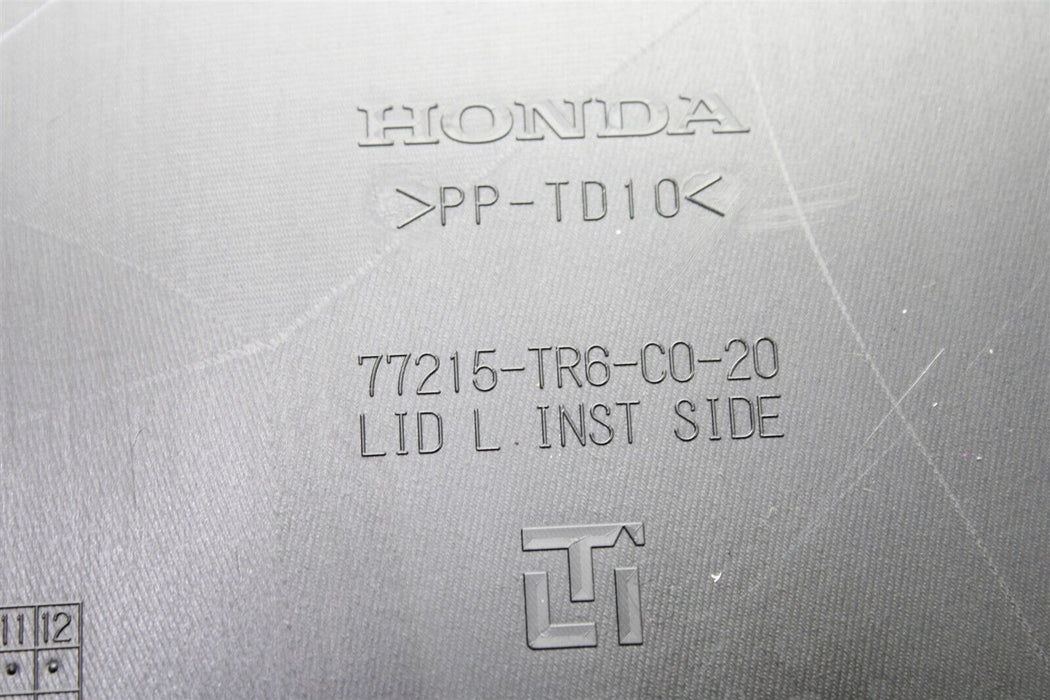 HONDA
>PP-TD10<
77215-TR6-C0-20
LID L. INST SIDE
11 12